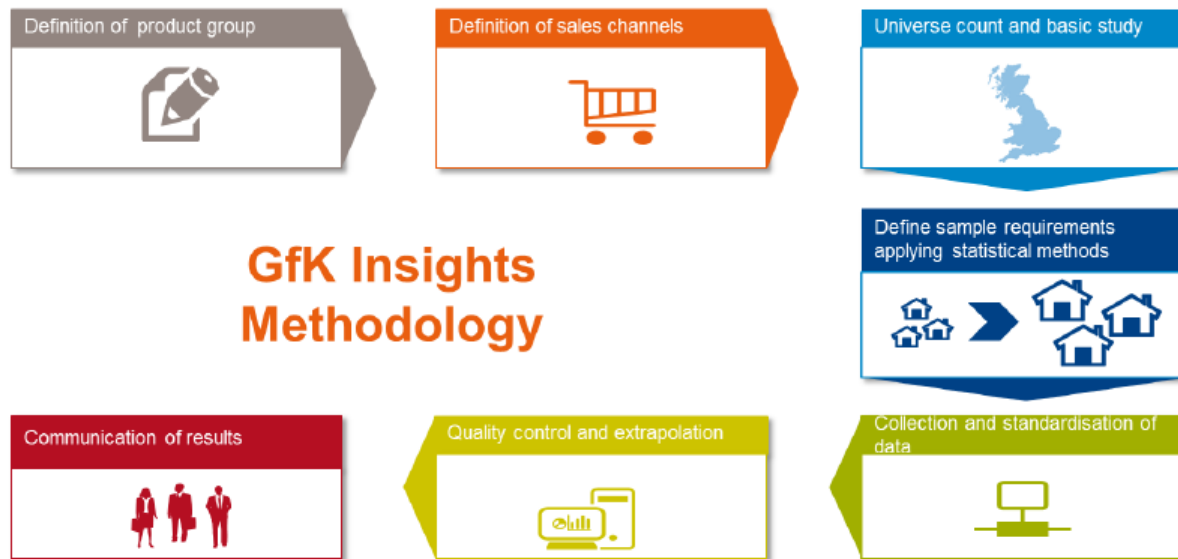 Definition of product group
Definition of sales channels
Universe count and basic study
GfK Insights
Methodology
Define sample requirements
applying statistical methods
Communication of results
Quality control and extrapolation
Collection and standardisation of
data